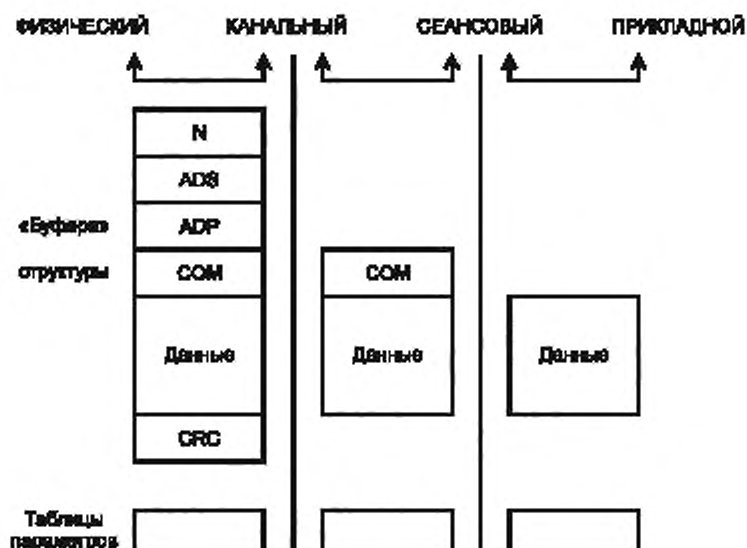 ФИЗИЧЕСКИЙ КАНАЛЬНЫЙ СЕАНСОВЫЙ ПРИКЛАДНОЙ
N
ADS
«Буфера» ADP
структуры COM COM
Данные Данные Данные
CRC
Таблицы
параметров